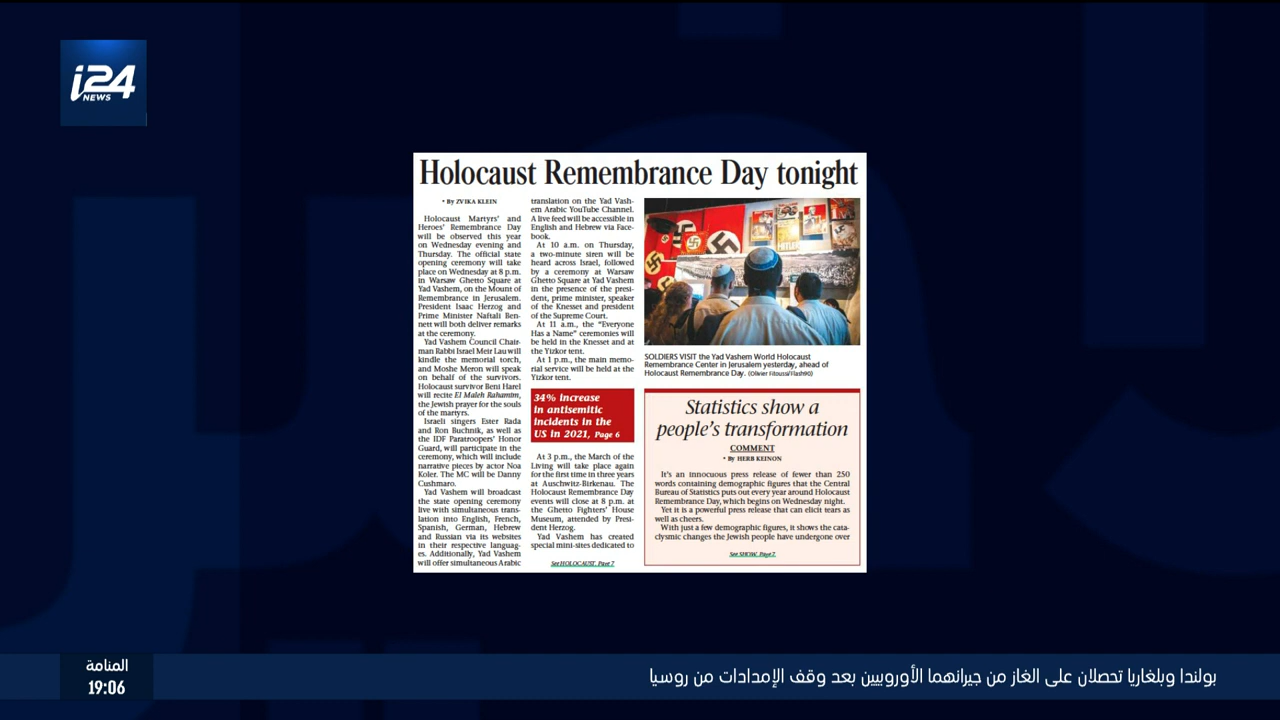 i24
NEWS
Holocaust Remembrance Day tonight
• By ZVIKA KLEIN
Holocaust Martyrs' and
Heroes' Remembrance Day
will be observed this year
on Wednesday evening and
Thursday. The official state
opening ceremony will take
place on Wednesday at 8 p.m.
in Warsaw Ghetto Square at
Yad Vashem, on the Mount of
Remembrance in Jerusalem.
President Isaac Herzog and
Prime Minister Naftali Ben-
nett will both deliver remarks
at the ceremony.
Yad Vashem Council Chair-
man Rabbi Israel Meir Lau will
kindle the memorial torch,
and Moshe Meron will speak
on behalf of the survivors.
Holocaust survivor Beni Harel
will recite El Maleh Rahamim,
the Jewish prayer for the souls
of the martyrs.
Israeli singers Ester Rada
and Ron Buchnik, as well as
the IDF Paratroopers' Honor
Guard, will participate in the
ceremony, which will include
narrative pieces by actor Noa
Koler. The MC will be Danny
Cushmaro.
Yad Vashem will broadcast
the state opening ceremony
live with simultaneous trans-
lation into English, French,
Spanish, German, Hebrew
and Russian via its websites
in their respective languag-
es. Additionally, Yad Vashem
will offer simultaneous Arabic
translation on the Yad Vash-
em Arabic YouTube Channel.
A live feed will be accessible in
English and Hebrew via Face-
book.
At 10 a.m. on Thursday,
a two-minute siren will be
heard across Israel, followed
by a ceremony at Warsaw
Ghetto Square at Yad Vashem
in the presence of the presi-
dent, prime minister, speaker
of the Knesset and president
of the Supreme Court.
At 11 a.m., the "Everyone
Has a Name" ceremonies will
be held in the Knesset and at
the Yizkor tent.
At 1 p.m., the main memo-
rial service will be held at the
Yizkor tent.
34% increase
in antisemitic
incidents in the
US in 2021, Page 6
At 3 p.m., the March of the
Living will take place again
for the first time in three years
at Auschwitz-Birkenau. The
Holocaust Remembrance Day
events will close at 8 p.m. at
the Ghetto Fighters' House
Museum, attended by Presi-
dent Herzog.
Yad Vashem has created
special mini-sites dedicated to
See HOLOCAUST, Page 7
HITLER
SOLDIERS VISIT the Yad Vashem World Holocaust
Remembrance Center in Jerusalem yesterday, ahead of
Holocaust Remembrance Day. (Olivier Fitoussi/Flash90)
Statistics show a
people's transformation
COMMENT
• By HERB KEINON
It's an innocuous press release of fewer than 250
words containing demographic figures that the Central
Bureau of Statistics puts out every year around Holocaust
Remembrance Day, which begins on Wednesday night.
Yet it is a powerful press release that can elicit tears as
well as cheers.
With just a few demographic figures, it shows the cata-
clysmic changes the Jewish people have undergone over
See SHOW, Page 7
المنامة
19:06
بولندا وبلغاريا تحصلان على الغاز من جيرانهما الأوروبيين بعد وقف الإمدادات من روسيا